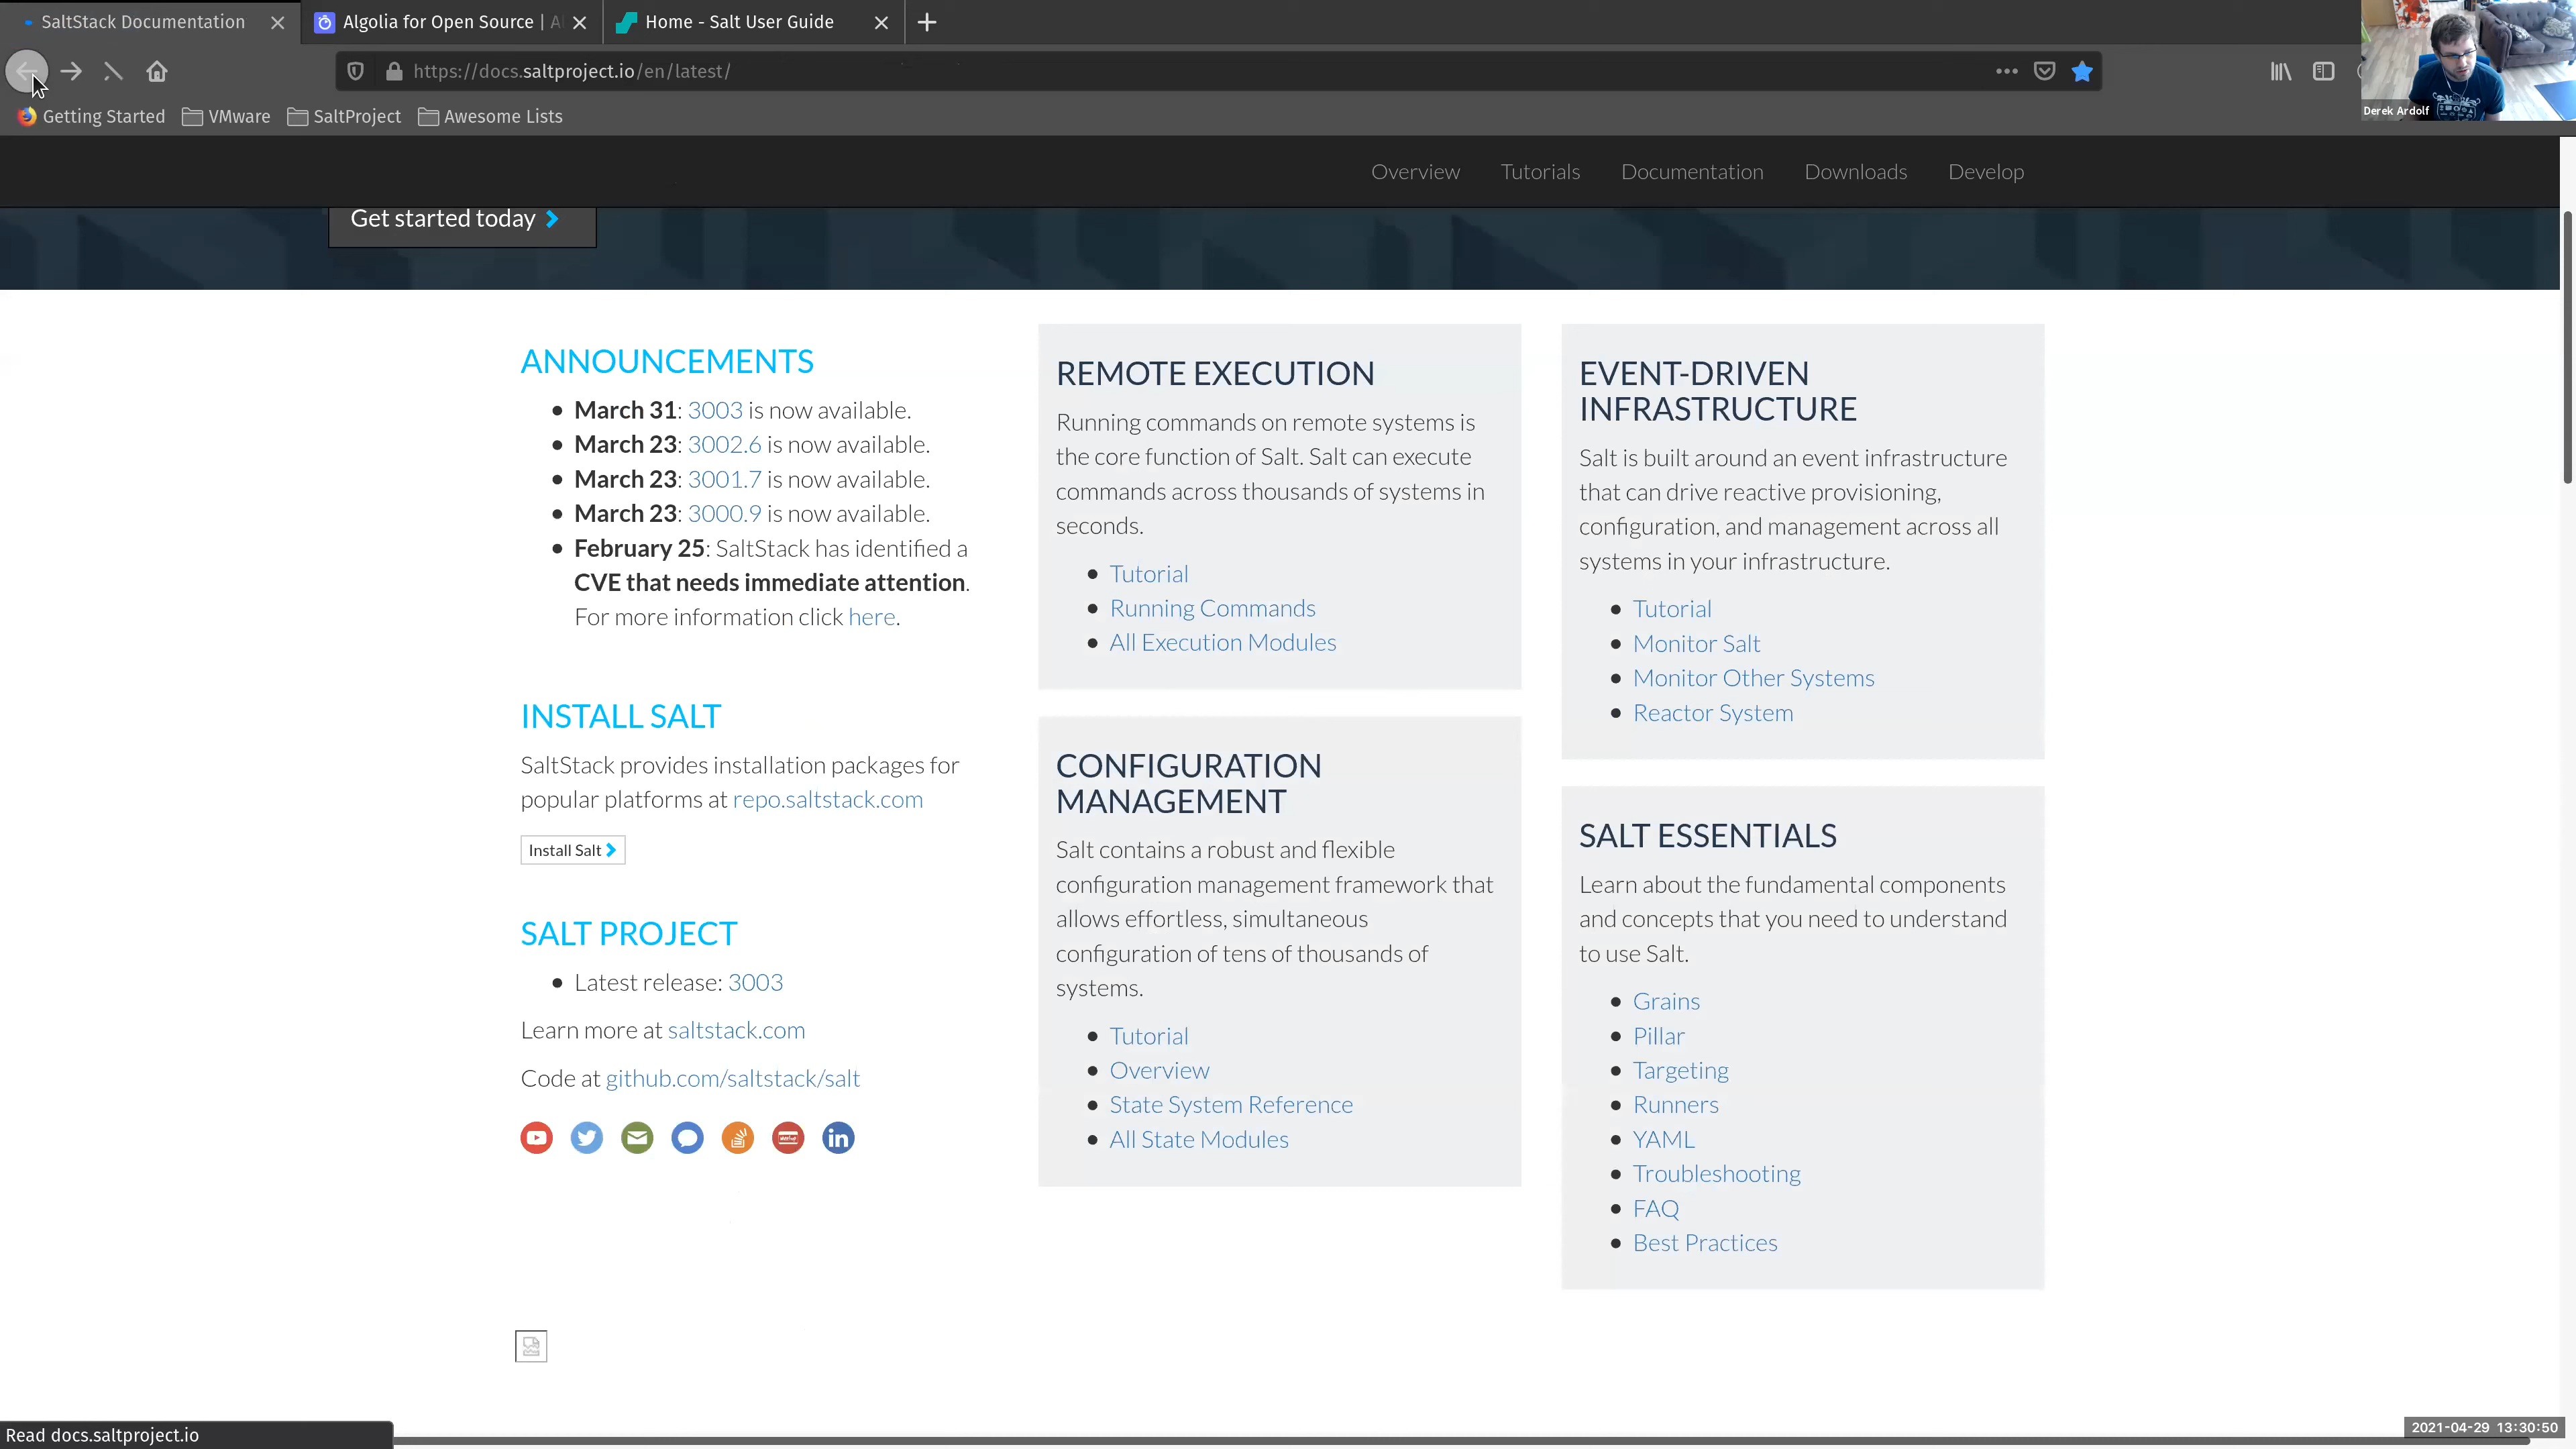 SaltStack Documentation
Algolia for Open Source | A
Home - Salt User Guide
https://docs.saltproject.io/en/latest/
Getting Started
VMware
SaltProject
Awesome Lists
Derek Ardolf
Overview
Tutorials
Documentation
Downloads
Develop
Get started today
ANNOUNCEMENTS
March 31: 3003 is now available.
March 23: 3002.6 is now available.
March 23: 3001.7 is now available.
March 23: 3000.9 is now available.
February 25: SaltStack has identified a
CVE that needs immediate attention.
For more information click here.
INSTALL SALT
SaltStack provides installation packages for
popular platforms at repo.saltstack.com
Install Salt
SALT PROJECT
Latest release: 3003
Learn more at saltstack.com
Code at github.com/saltstack/salt
REMOTE EXECUTION
Running commands on remote systems is
the core function of Salt. Salt can execute
commands across thousands of systems in
seconds.
Tutorial
Running Commands
All Execution Modules
CONFIGURATION
MANAGEMENT
Salt contains a robust and flexible
configuration management framework that
allows effortless, simultaneous
configuration of tens of thousands of
systems.
Tutorial
Overview
State System Reference
All State Modules
EVENT-DRIVEN
INFRASTRUCTURE
Salt is built around an event infrastructure
that can drive reactive provisioning,
configuration, and management across all
systems in your infrastructure.
Tutorial
Monitor Salt
Monitor Other Systems
Reactor System
SALT ESSENTIALS
Learn about the fundamental components
and concepts that you need to understand
to use Salt.
Grains
Pillar
Targeting
Runners
YAML
Troubleshooting
FAQ
Best Practices
Read docs.saltproject.io
2021-04-29 13:30:50